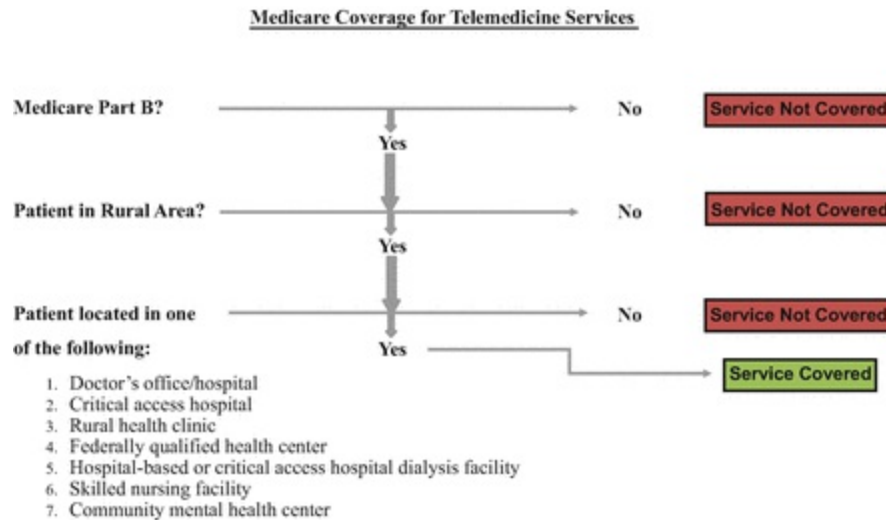 Medicare Coverage for Telemedicine Services
Medicare Part B? No Service Not Covered
Yes
Patient in Rural Area? No Service Not Covered
Yes
Patient located in one No Service Not Covered
of the following: Yes
Service Covered
1. Doctor's office/hospital
2. Critical access hospital
3. Rural health clinic
4. Federally qualified health center
5. Hospital-based or critical access hospital dialysis facility
6. Skilled nursing facility
7. Community mental health center